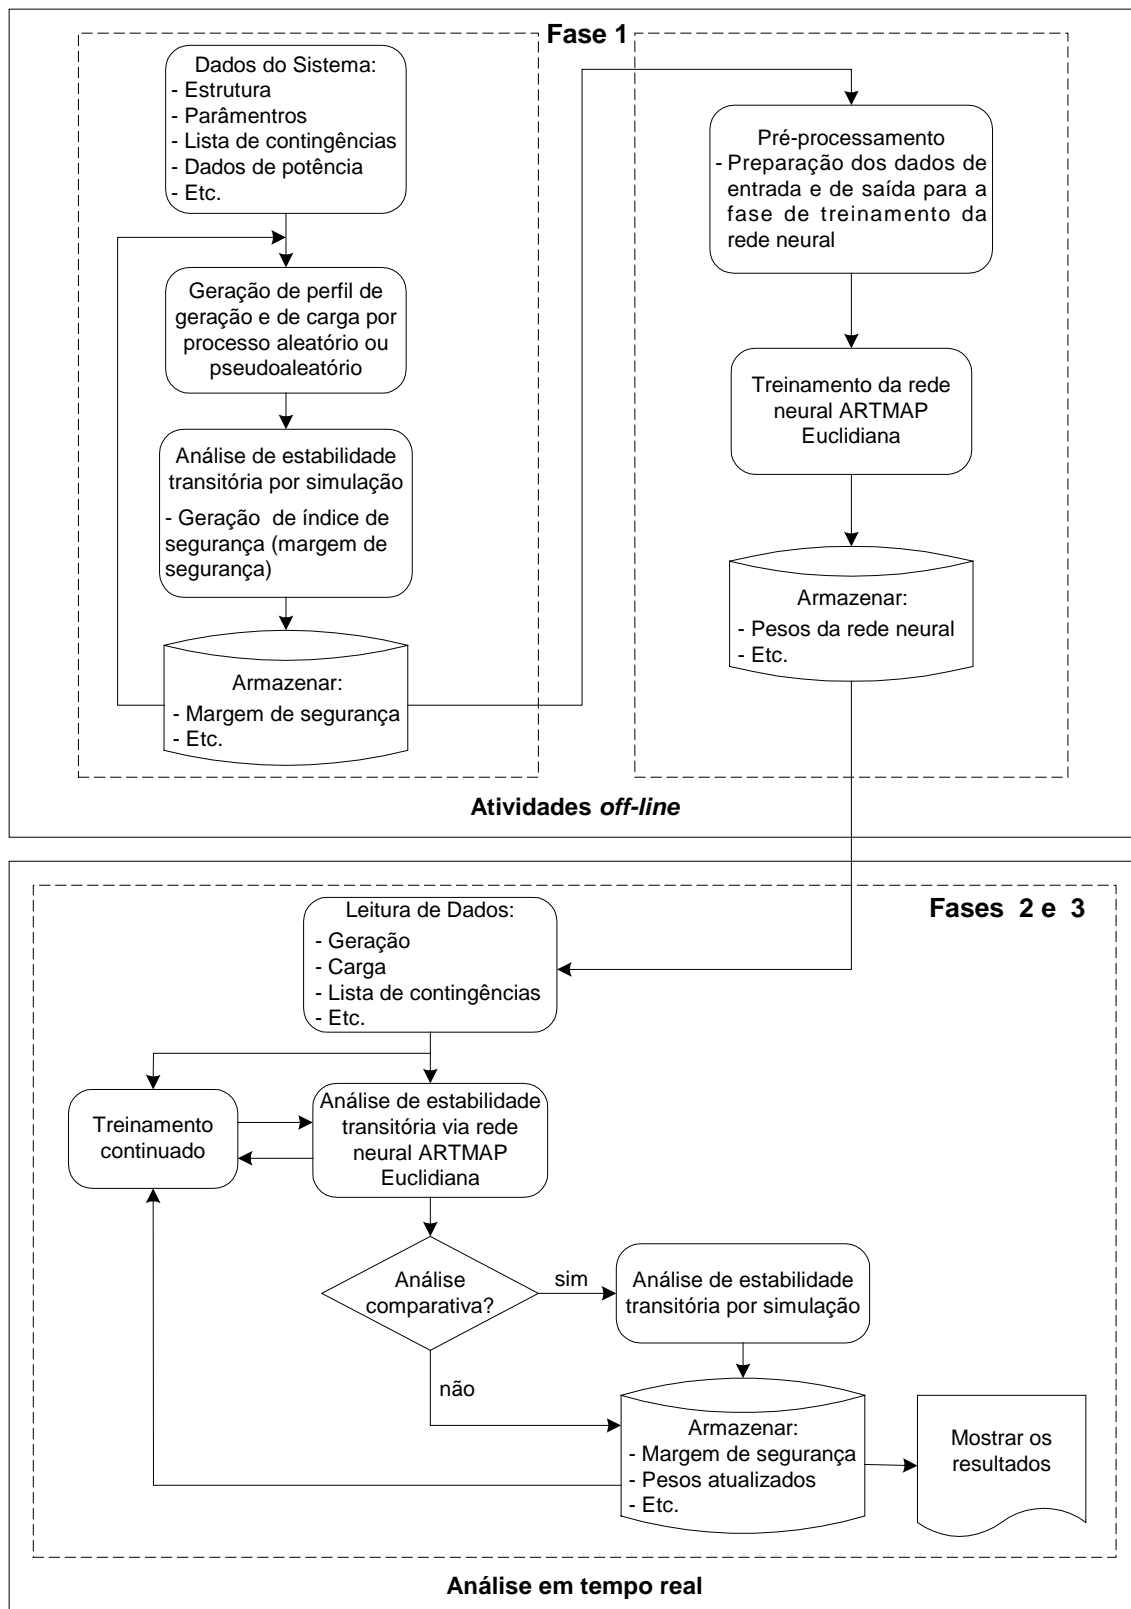 Fase 1
Dados do Sistema:
- Estrutura
- Parâmentros
- Lista de contingências
- Dados de potência
- Etc.
Geração de perfil de
geração e de carga por
processo aleatório ou
pseudoaleatório
Análise de estabilidade
transitória por simulação
- Geração de índice de
segurança (margem de
segurança)
Armazenar:
- Margem de segurança
- Etc.
Pré-processamento
- Preparação dos dados de
entrada e de saída para a
fase de treinamento da
rede neural
Treinamento da rede
neural ARTMAP
Euclidiana
Armazenar:
- Pesos da rede neural
- Etc.
Atividades off-line
Fases 2 e 3
Leitura de Dados:
- Geração
- Carga
- Lista de contingências
- Etc.
Treinamento
continuado
Análise de estabilidade
transitória via rede
neural ARTMAP
Euclidiana
Análise
comparativa?
sim
não
Análise de estabilidade
transitória por simulação
Armazenar:
- Margem de segurança
- Pesos atualizados
- Etc.
Mostrar os
resultados
Análise em tempo real